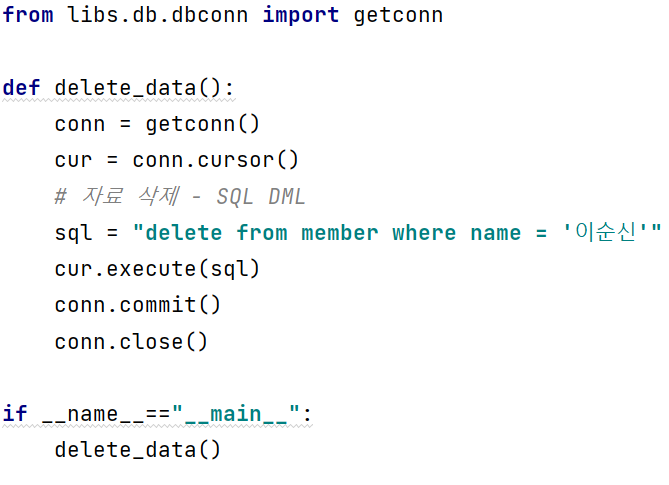 from libs.db.dbconn import getconn
def delete_data():
conn = getconn()
cur = conn.cursor()
# 자료 삭제 - SQL DML
sql = "delete from member where name = '이순신'"
cur.execute(sql)
conn.commit()
conn.close()
if __name__=="__main__":
delete_data()